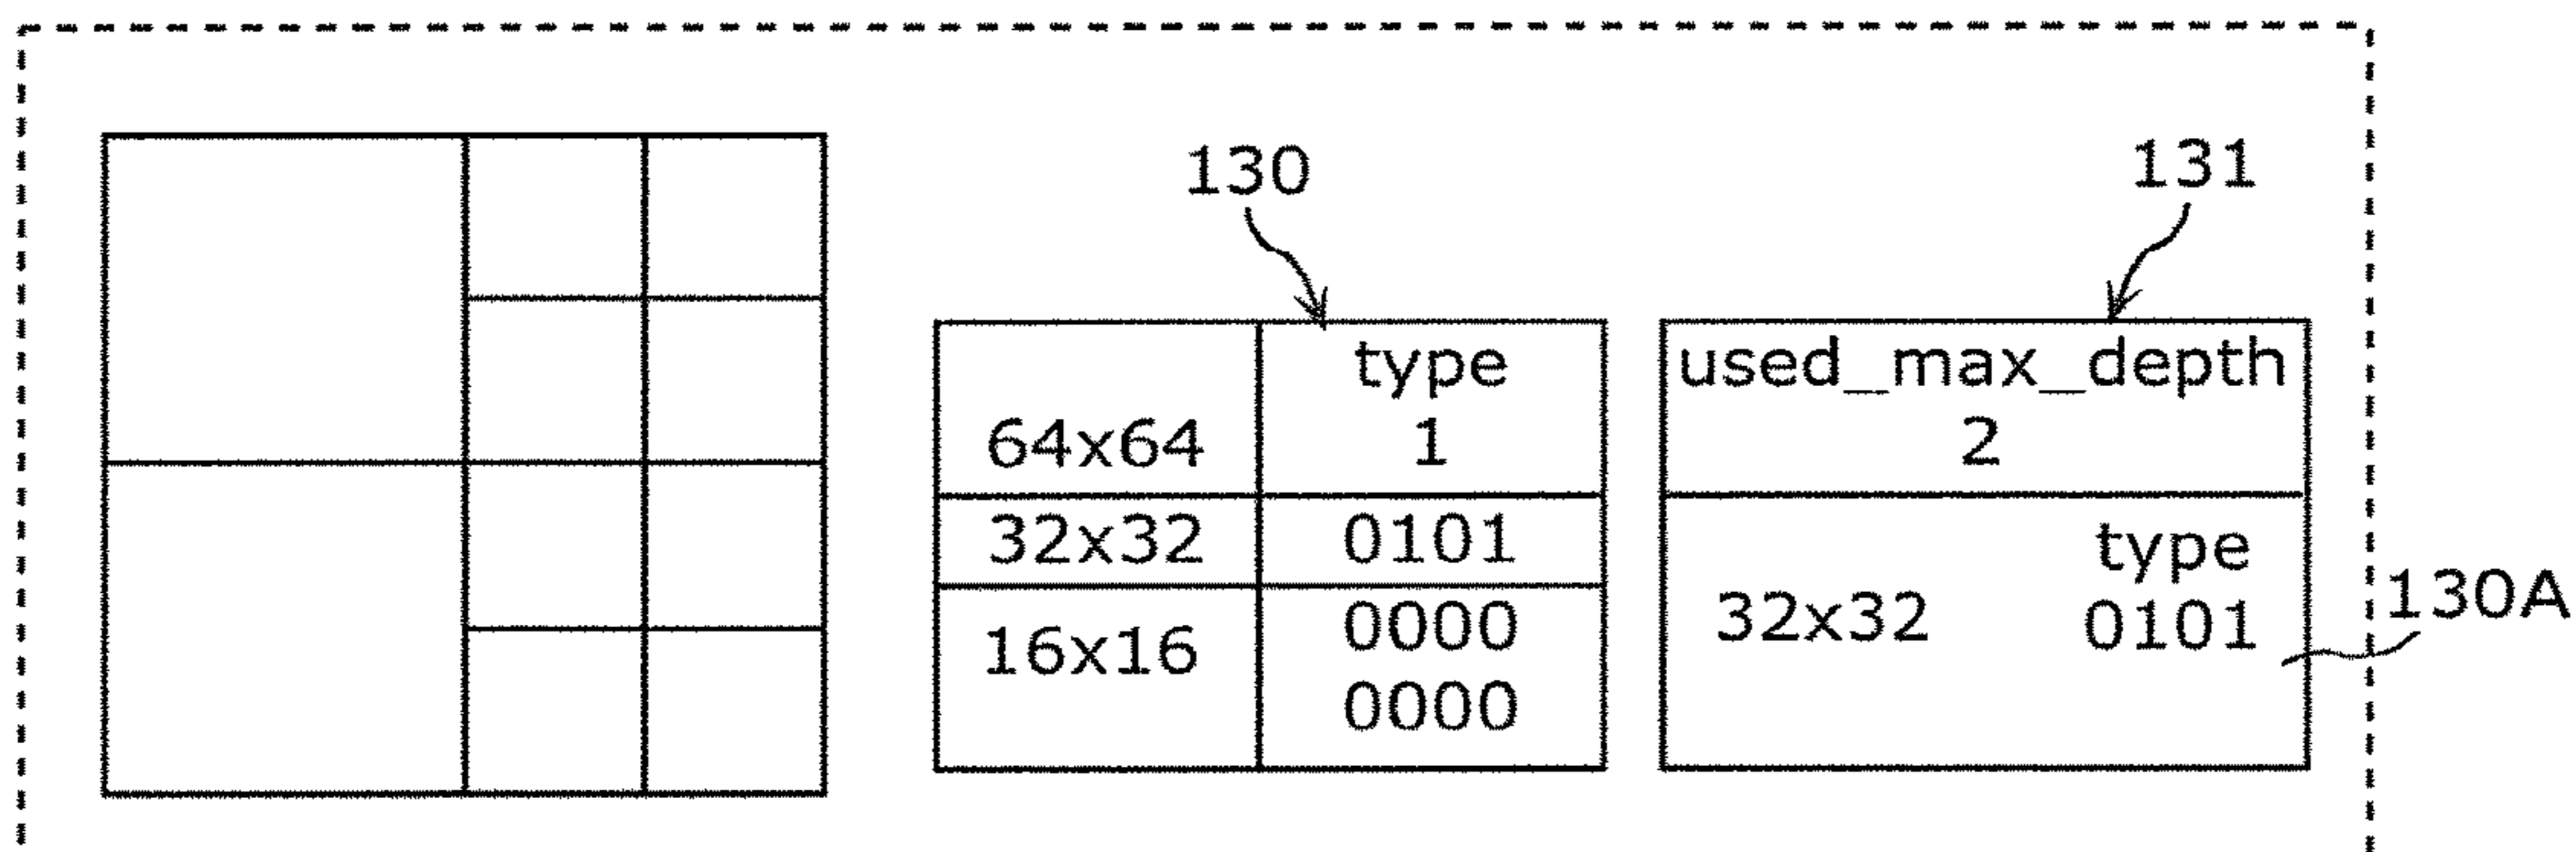 130
131
type
64x64 1
32x32 0101
16x16 0000
0000
used_max_depth
2
type
32x32 0101
130A